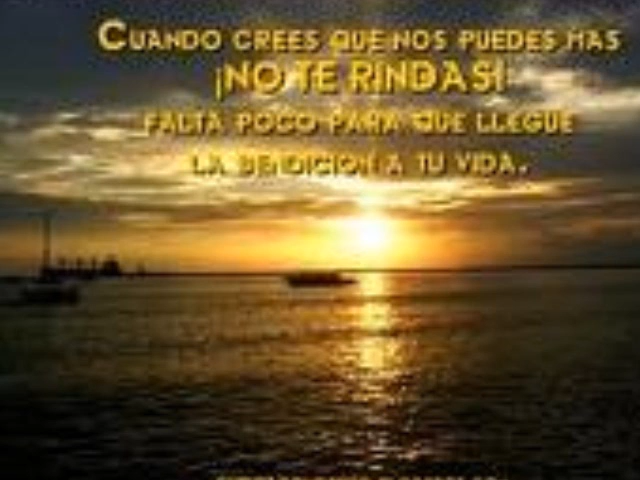 CUANDO CREES QUE NOS PUEDES MAS
¡NO TE RINDAS!
FALTA POCO PARA QUE LLEGUE
LA BENDICION A TU VIDA.